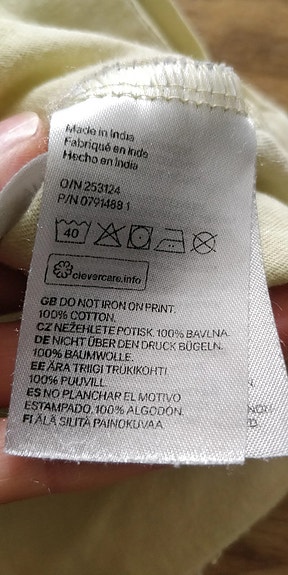 Made in India
Fabriqué en Inde
Hecho en India
O/N 253124
P/N 0791488 1
40
clevercare.info
GB DO NOT IRON ON PRINT.
100% COTTON.
CZ NEŽEHLETE POTISK. 100% BAVLNA.
DE NICHT ÜBER DEN DRUCK BÜGELN.
100% BAUMWOLLE.
EE ÄRA TRIIGI TRÜKIKOHTI
100% PUUVILL.
ES NO PLANCHAR EL MOTIVO
ESTAMPADO. 100% ALGODÓN.
FI ÄLÄ SILITÄ PAINOKUVAA